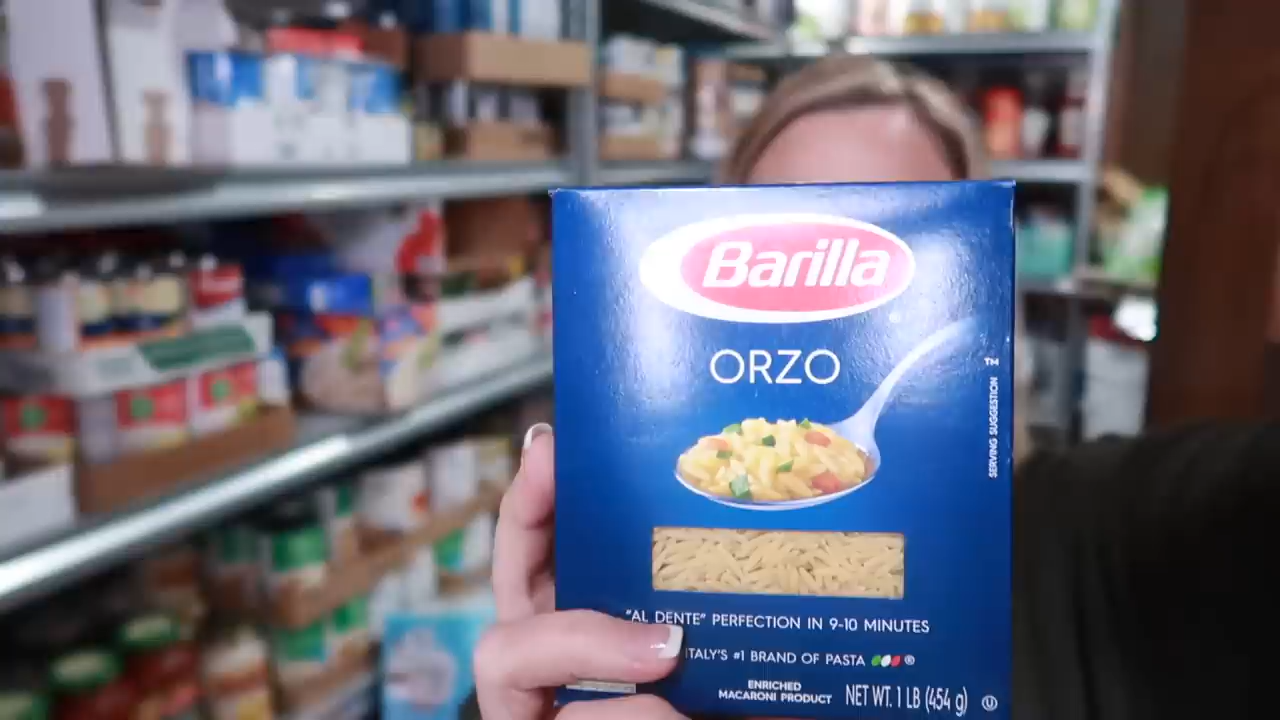 Barilla
ORZO
TM
SERVING SUGGESTION
"AL DENTE" PERFECTION IN 9-10 MINUTES
ITALY'S #1 BRAND OF PASTA ®
ENRICHED
MACARONI PRODUCT
NET WT. 1 LB (454 g)
U